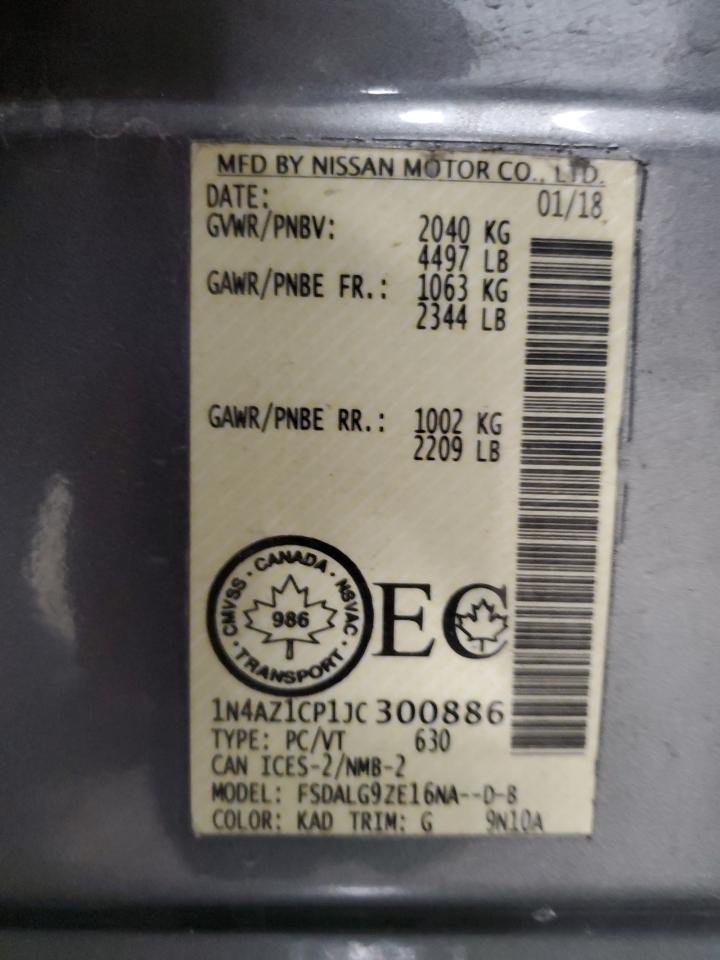 MFD BY NISSAN MOTOR CO., LTD.
DATE: 01/18
GVWR/PNBV: 2040 KG
4497 LB
GAWR/PNBE FR.: 1063 KG
2344 LB
GAWR/PNBE RR.: 1002 KG
2209 LB
CMVSS · CANADA · NSVAC · TRANSPORT ·
986
EC
1N4AZ1CP1JC300886
TYPE: PC/VT 630
CAN ICES-2/NMB-2
MODEL: FSDALG9ZE16NA--D-B
COLOR: KAD TRIM: G 9N10A